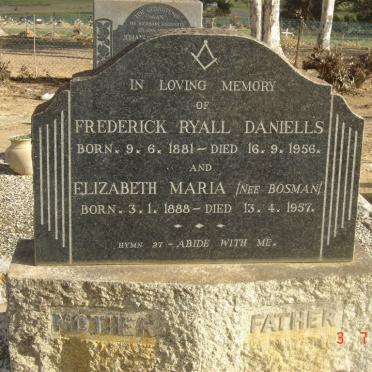 IN LOVING MEMORY
OF
FREDERICK RYALL DANIELLS
BORN. 9. 6. 1881 — DIED 16. 9. 1956.
AND
ELIZABETH MARIA [NEE BOSMAN]
BORN. 3. 1. 1888 — DIED 13. 4. 1957.
HYMN 27 – ABIDE WITH ME.
MOTHER FATHER
3 7